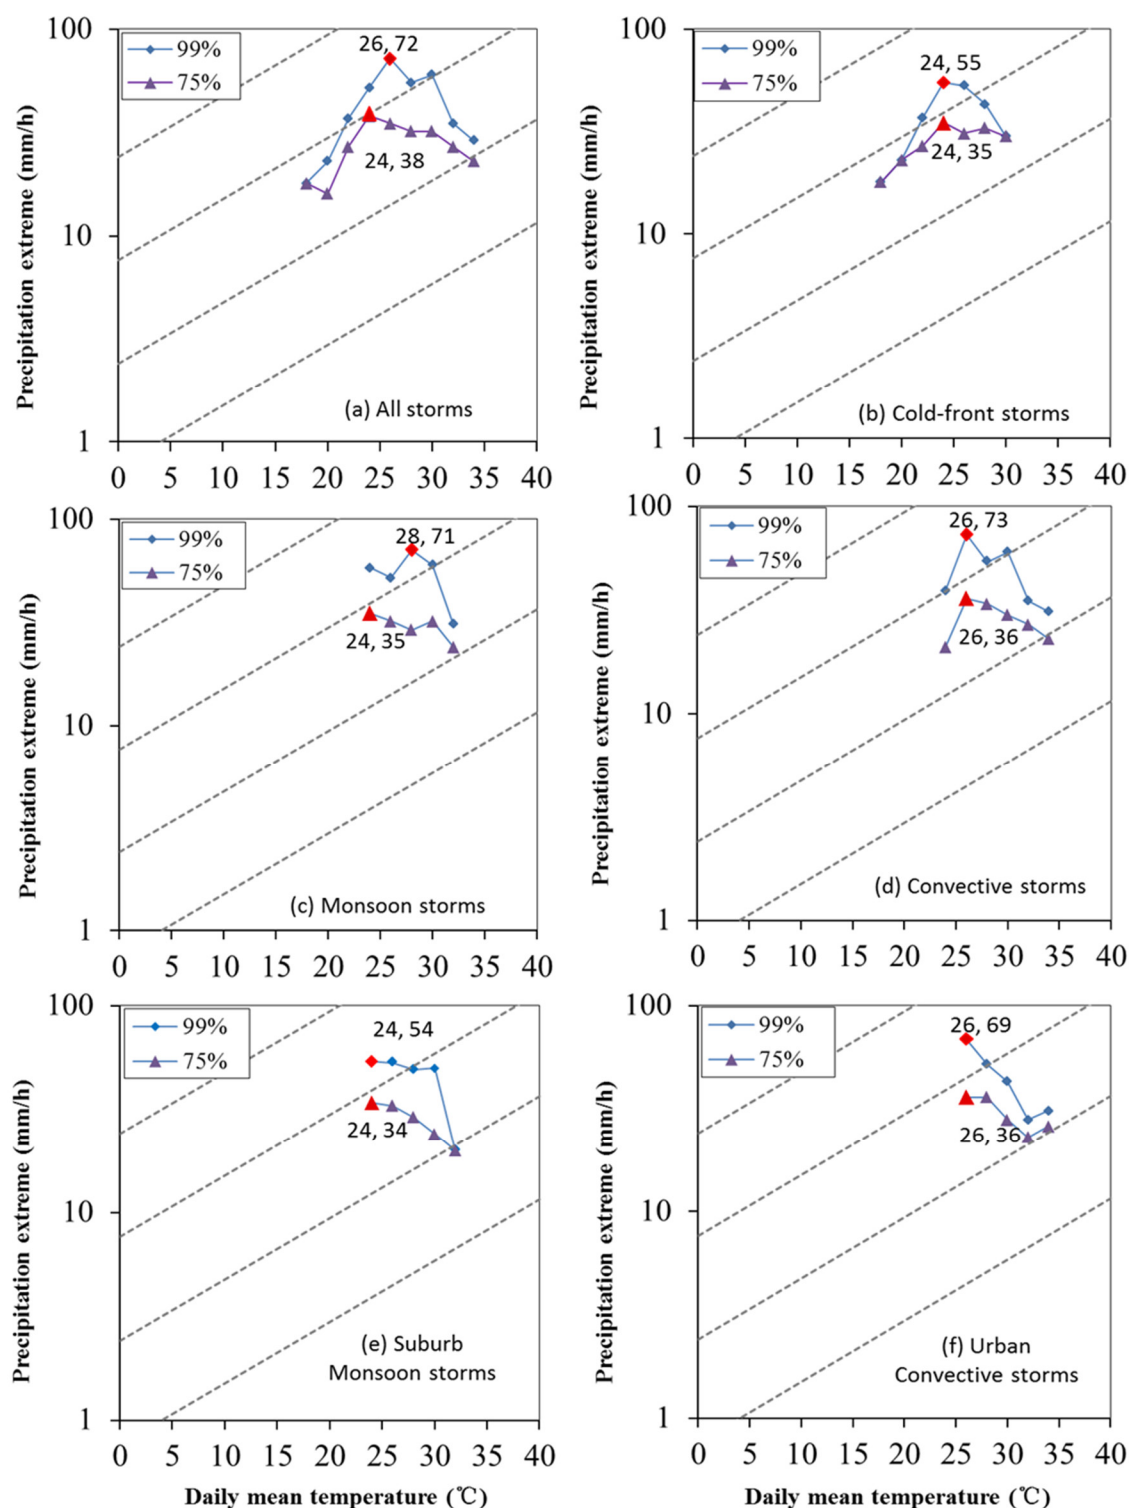 100
10
1
Precipitation extreme (mm/h)
99%
75%
26, 72
24, 38
(a) All storms
0 5 10 15 20 25 30 35 40
100
10
1
Precipitation extreme (mm/h)
99%
75%
24, 55
24, 35
(b) Cold-front storms
0 5 10 15 20 25 30 35 40
100
10
1
Precipitation extreme (mm/h)
99%
75%
28, 71
24, 35
(c) Monsoon storms
0 5 10 15 20 25 30 35 40
100
10
1
Precipitation extreme (mm/h)
99%
75%
26, 73
26, 36
(d) Convective storms
0 5 10 15 20 25 30 35 40
100
10
1
Precipitation extreme (mm/h)
99%
75%
24, 54
24, 34
(e) Suburb
Monsoon storms
0 5 10 15 20 25 30 35 40
Daily mean temperature (℃)
100
10
1
Precipitation extreme (mm/h)
99%
75%
26, 69
26, 36
(f) Urban
Convective storms
0 5 10 15 20 25 30 35 40
Daily mean temperature (℃)